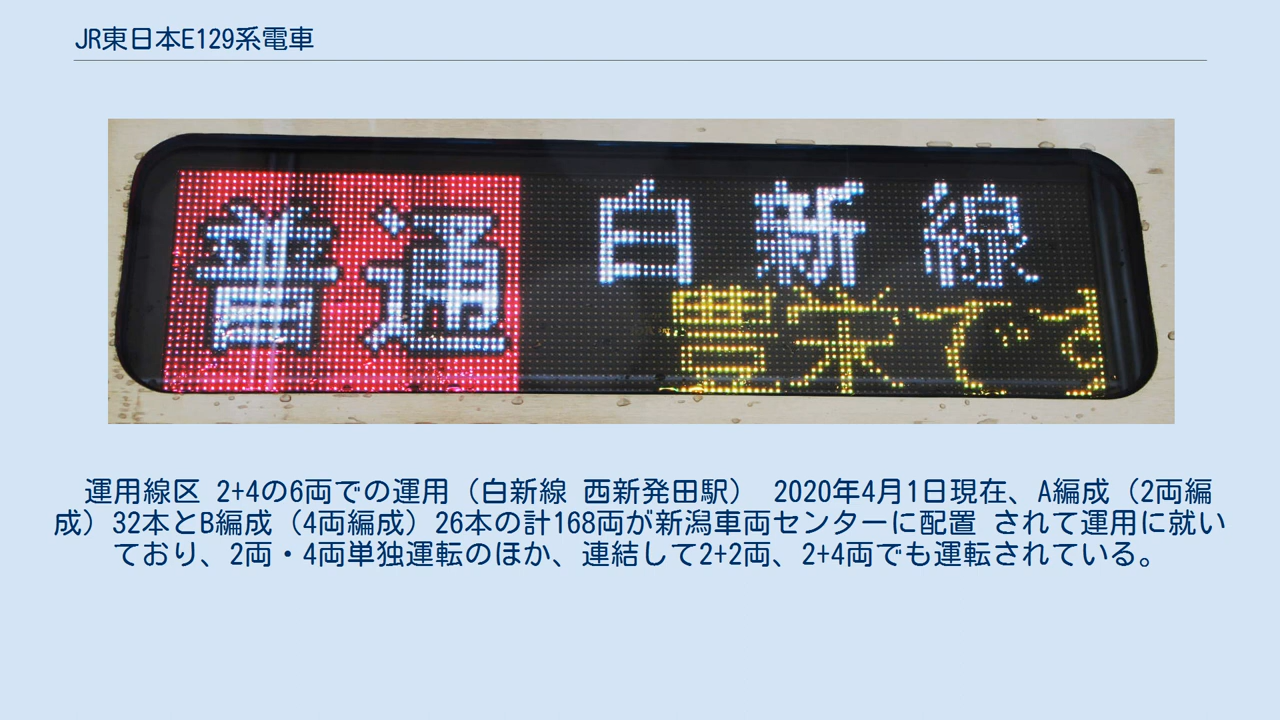 JR東日本E129系電車
普通 白新線
豊栄です
運用線区 2+4の6両での運用（白新線 西新発田駅） 2020年4月1日現在、A編成（2両編
成）32本とB編成（4両編成）26本の計168両が新潟車両センターに配置 されて運用に就い
ており、2両・4両単独運転のほか、連結して2+2両、2+4両でも運転されている。